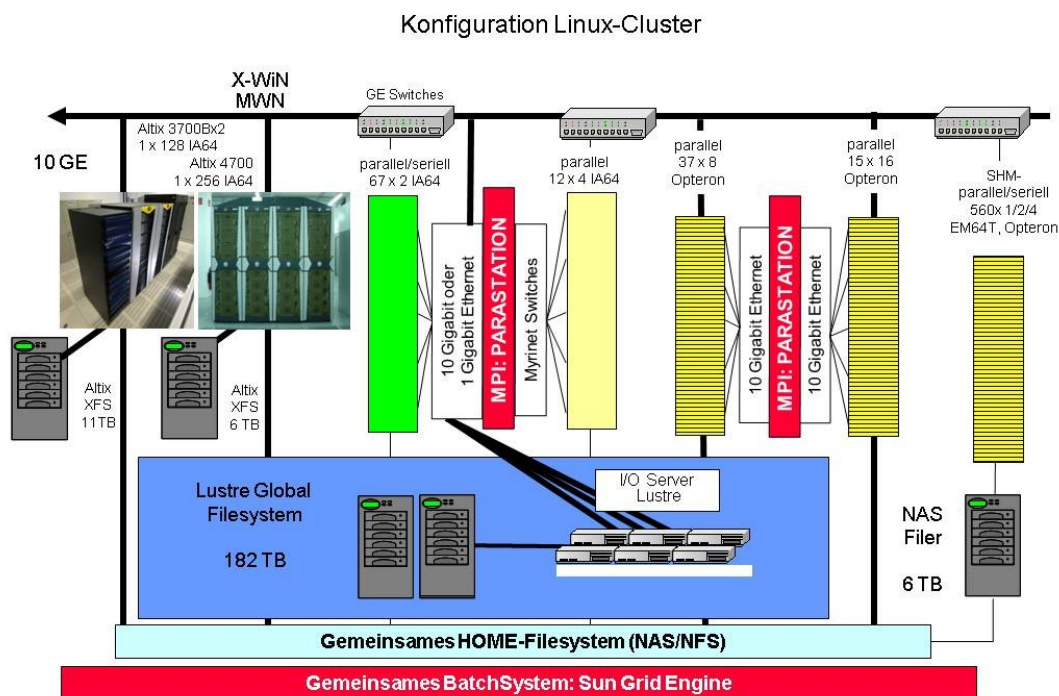 Konfiguration Linux-Cluster
X-WiN
MWN
GE Switches
10 GE
Altix 3700Bx2
1 x 128 IA64
Altix 4700
1 x 256 IA64
parallel/seriell
67 x 2 IA64
parallel
12 x 4 IA64
parallel
37 x 8
Opteron
parallel
15 x 16
Opteron
SHM-
parallel/seriell
560x 1/2/4
EM64T, Opteron
10 Gigabit oder
1 Gigabit Ethernet
MPI: PARASTATION
Myrinet Switches
10 Gigabit Ethernet
MPI: PARASTATION
10 Gigabit Ethernet
Altix
XFS
11TB
Altix
XFS
6 TB
Lustre Global
Filesystem
182 TB
I/O Server
Lustre
NAS
Filer
6 TB
Gemeinsames HOME-Filesystem (NAS/NFS)
Gemeinsames BatchSystem: Sun Grid Engine